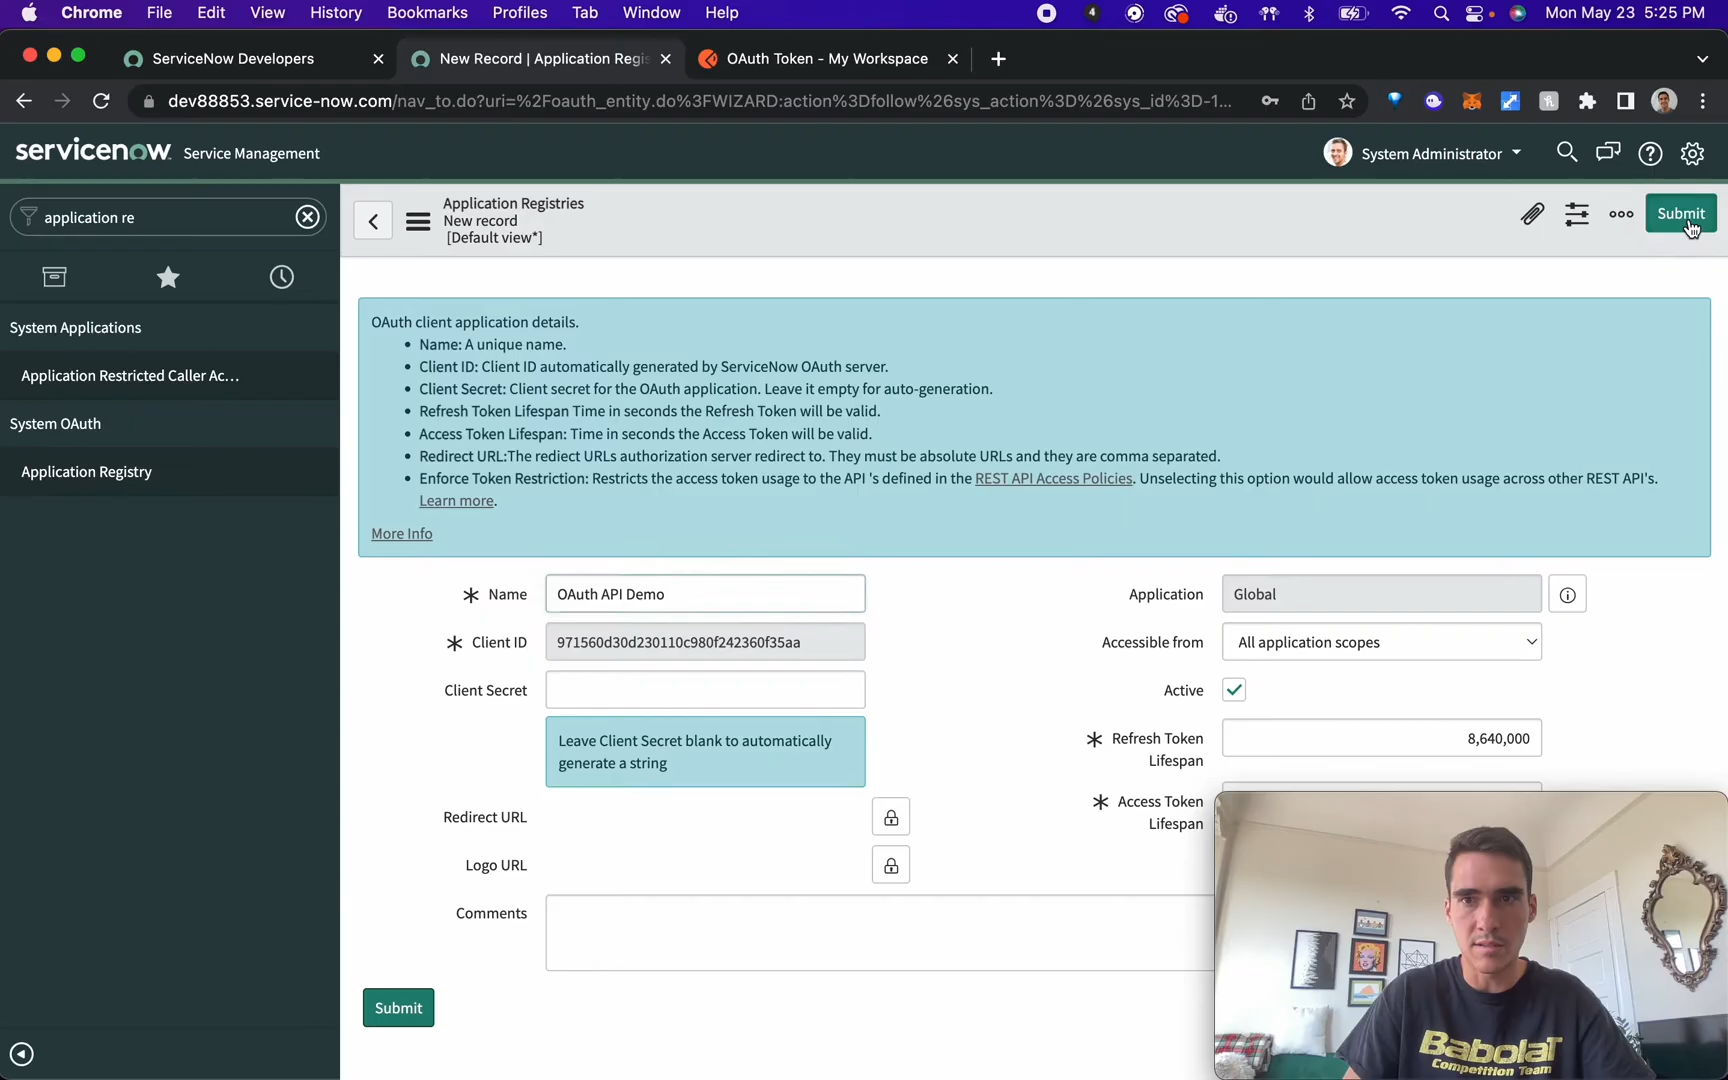 Chrome File Edit View History Bookmarks Profiles Tab Window Help 4 Mon May 23 5:25 PM
ServiceNow Developers New Record | Application Regis OAuth Token - My Workspace
dev88853.service-now.com/nav_to.do?uri=%2Foauth_entity.do%3FWIZARD:action%3Dfollow%26sys_action%3D%26sys_id%3D-1...
servicenow Service Management System Administrator
application re
Application Registries
New record
[Default view*]
Submit
System Applications
Application Restricted Caller Ac...
System OAuth
Application Registry
OAuth client application details.
• Name: A unique name.
• Client ID: Client ID automatically generated by ServiceNow OAuth server.
• Client Secret: Client secret for the OAuth application. Leave it empty for auto-generation.
• Refresh Token Lifespan Time in seconds the Refresh Token will be valid.
• Access Token Lifespan: Time in seconds the Access Token will be valid.
• Redirect URL:The rediect URLs authorization server redirect to. They must be absolute URLs and they are comma separated.
• Enforce Token Restriction: Restricts the access token usage to the API 's defined in the REST API Access Policies. Unselecting this option would allow access token usage across other REST API's.
Learn more.
More Info
Name OAuth API Demo
Client ID 971560d30d230110c980f242360f35aa
Client Secret
Leave Client Secret blank to automatically
generate a string
Redirect URL
Logo URL
Comments
Application Global
Accessible from All application scopes
Active
Refresh Token
Lifespan
8,640,000
Access Token
Lifespan
Submit
BaboLaT
Competition Team